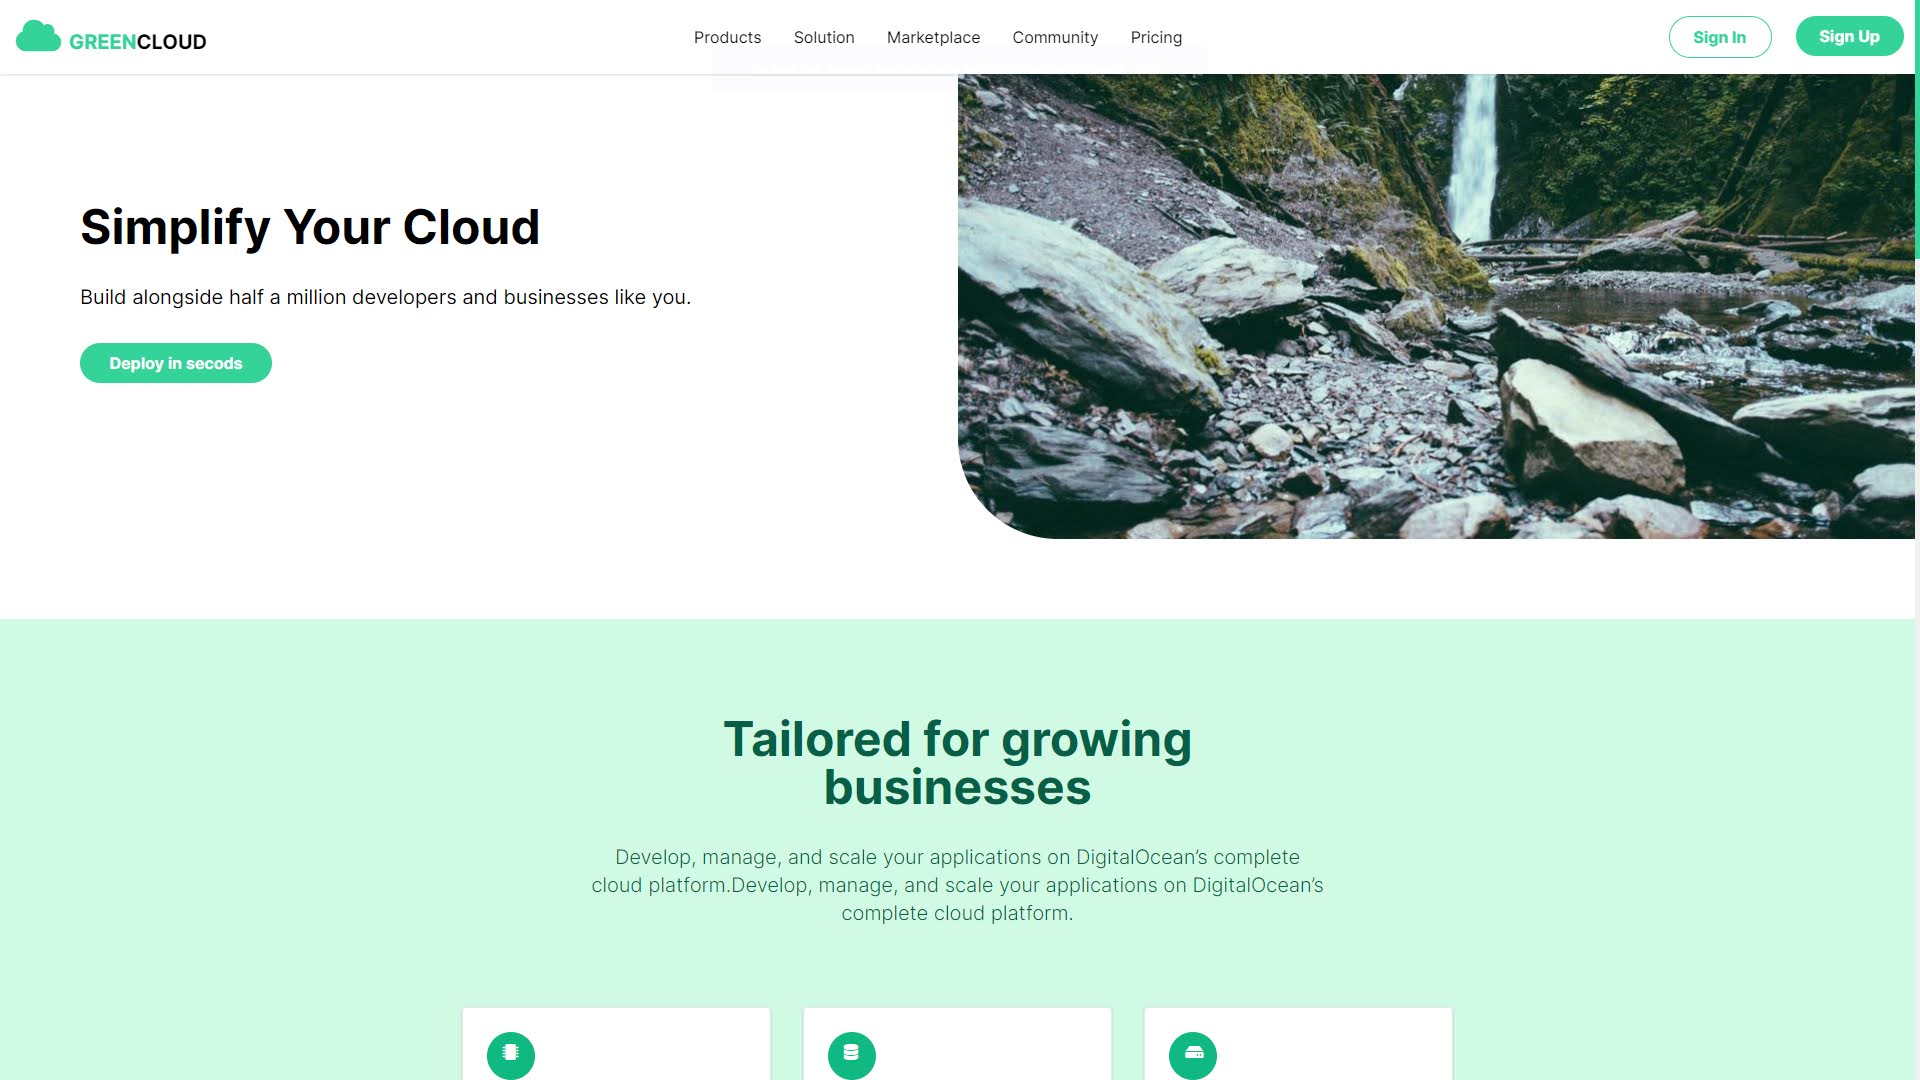 GREENCLOUD
Products
Solution
Marketplace
Community
Pricing
Sign In
Sign Up
Simplify Your Cloud
Build alongside half a million developers and businesses like you.
Deploy in secods
Tailored for growing
businesses
Develop, manage, and scale your applications on DigitalOcean’s complete
cloud platform.Develop, manage, and scale your applications on DigitalOcean’s
complete cloud platform.